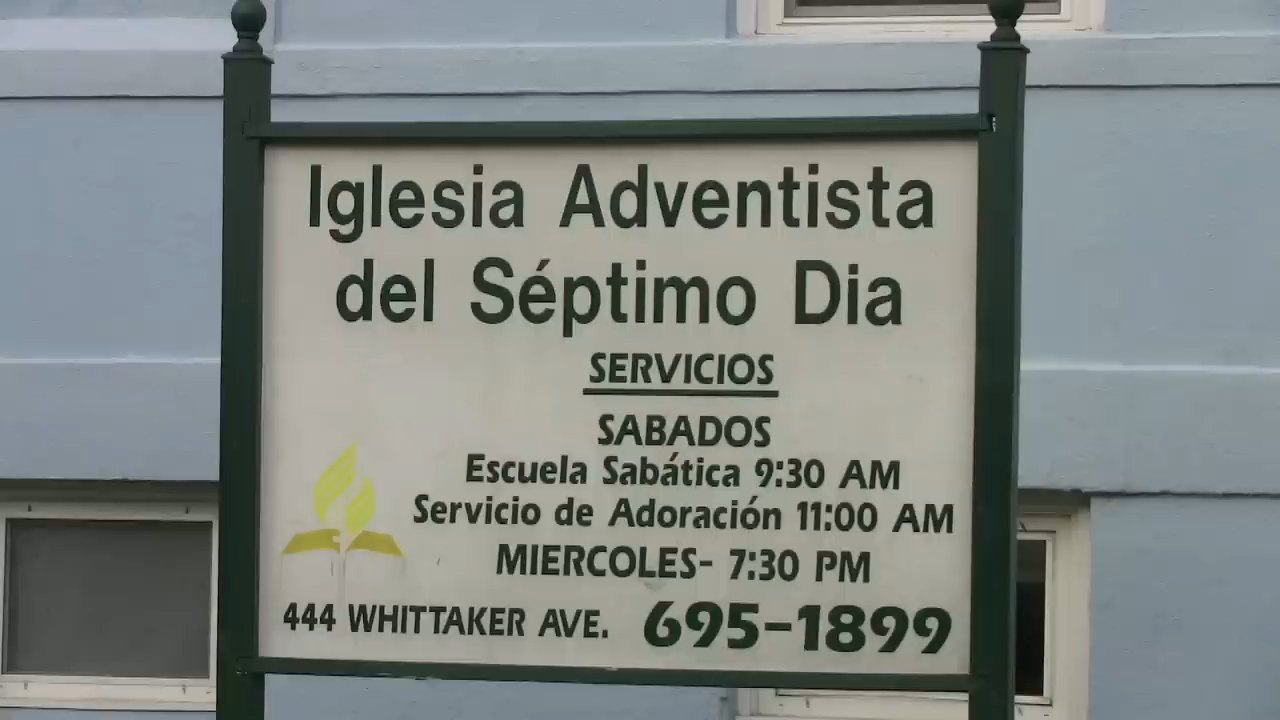 Iglesia Adventista
del Séptimo Dia
SERVICIOS
SABADOS
Escuela Sabática 9:30 AM
Servicio de Adoración 11:00 AM
MIERCOLES- 7:30 PM
444 WHITTAKER AVE. 695-1899